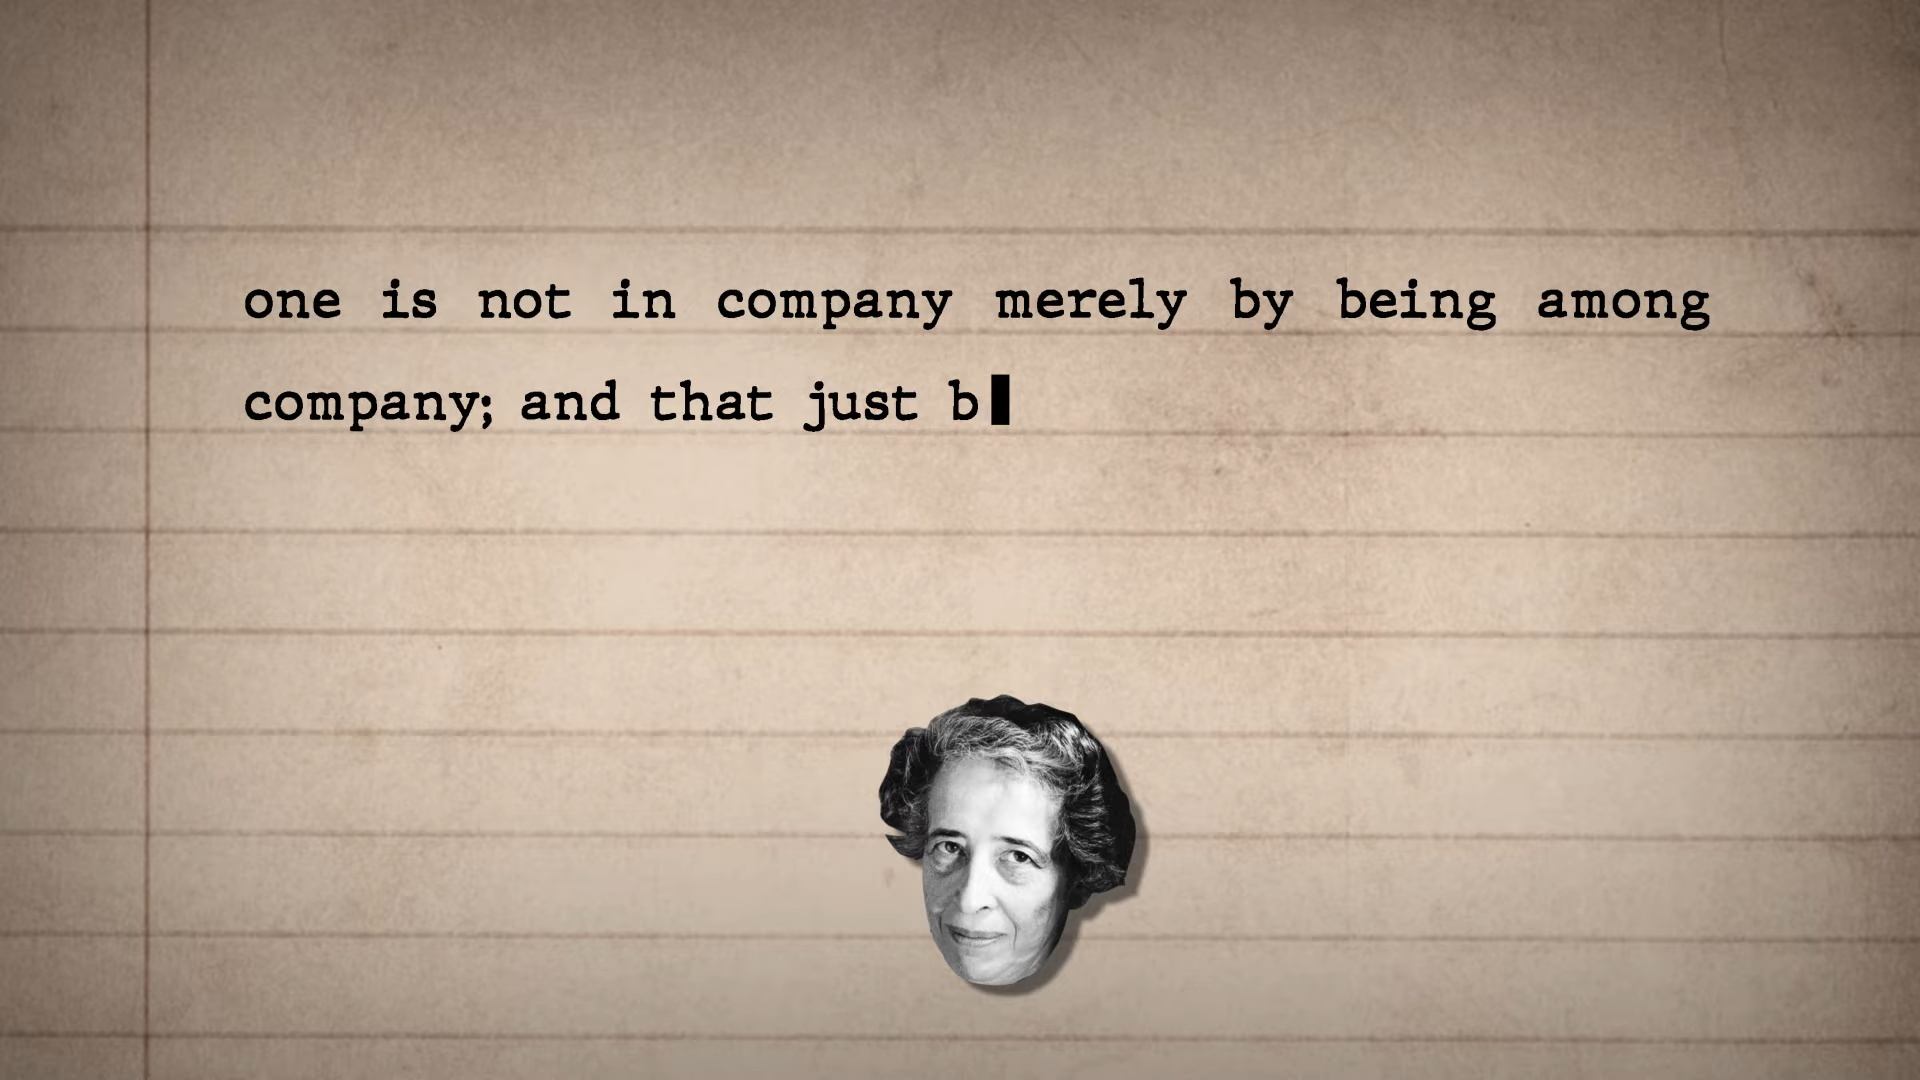 one is not in company merely by being among
company; and that just b